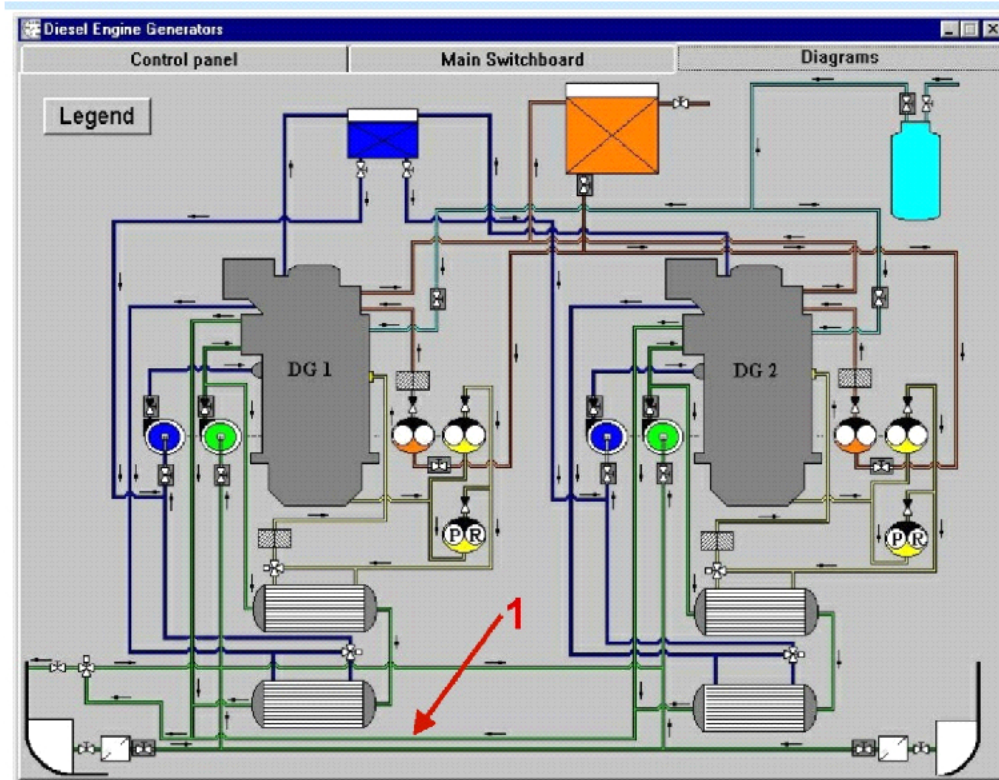 Diesel Engine Generators
Control panel
Main Switchboard
Diagrams
Legend
DG 1
DG 2
P R
P R
1